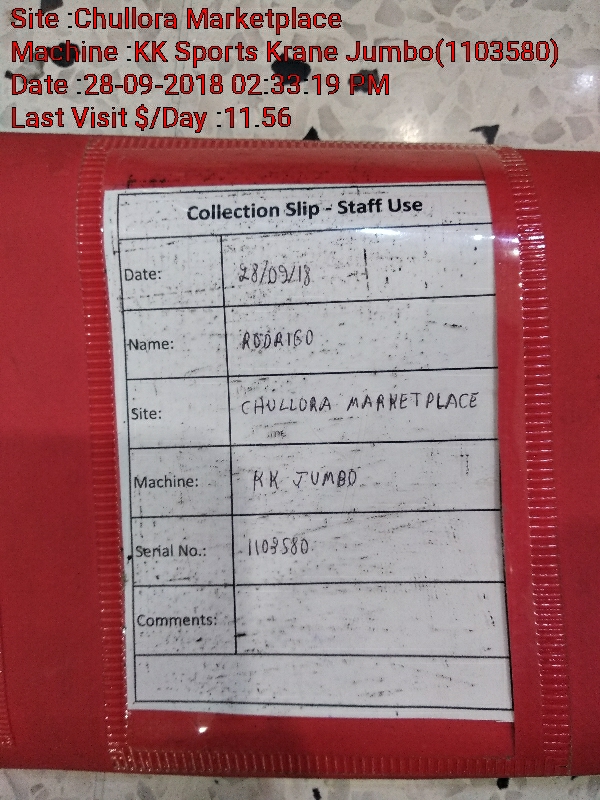 Site :Chullora Marketplace
Machine :KK Sports Krane Jumbo(1103580)
Date :28-09-2018 02:33:19 PM
Last Visit $/Day :11.56
Collection Slip - Staff Use
Date: 28/09/18
Name: RODRIGO
Site: CHULLORA MARKETPLACE
Machine: KK JUMBO
Serial No.: 1103580
Comments: